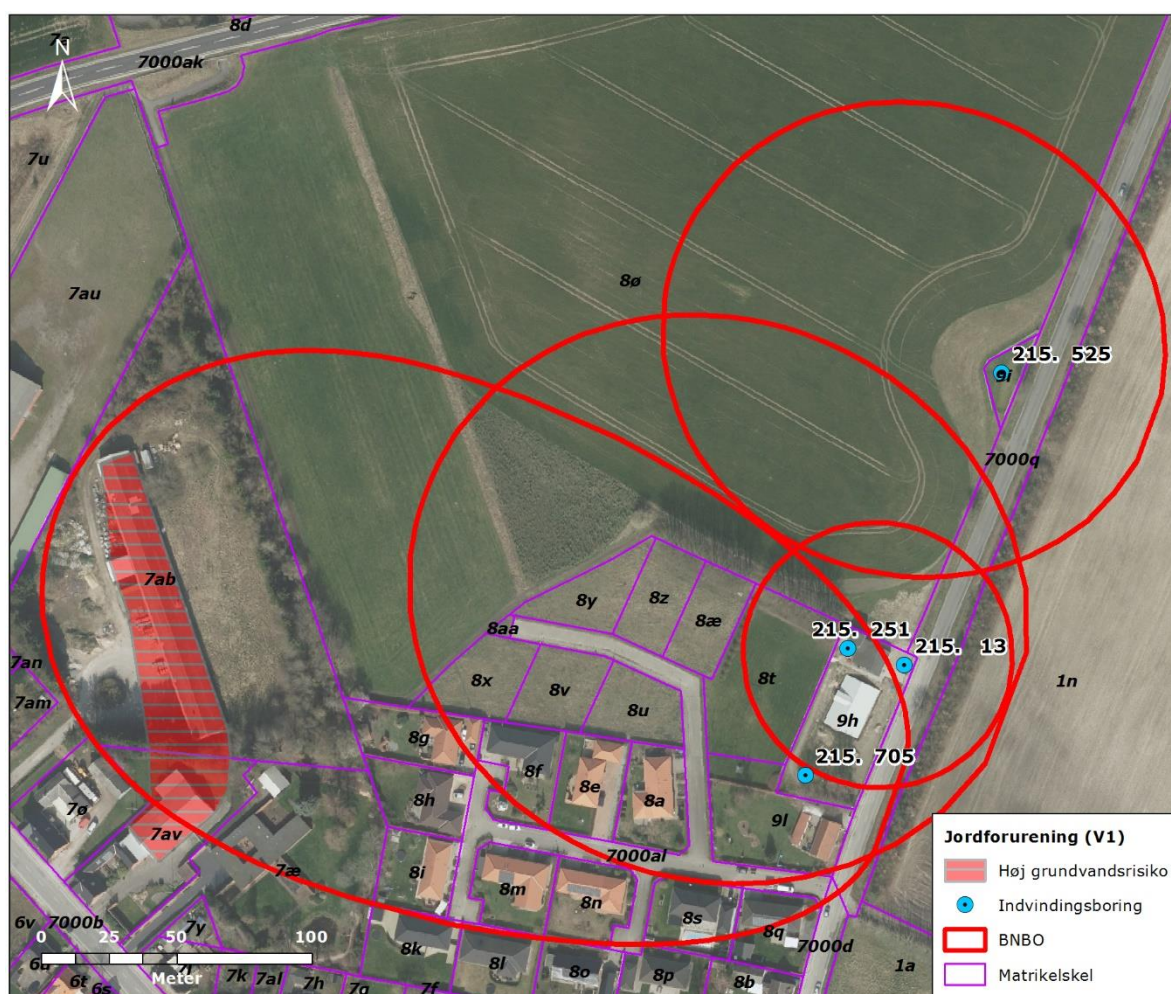 8d
7000ak
N
7u
7au
8ø
215. 525
9i
7000q
7ab
8y
8z
8æ
8aa
215. 251
215. 13
8t
7an
7am
8x
8v
8u
9h
1n
8g
8f
215. 705
8h
8e
8a
7ø
9l
7av
7æ
8i
7000al
8m
8n
6v
7000b
7y
8s
8q
7000d
8k
8l
8o
8p
8b
1a
0 25 50 100
Meter
6u
6t
6s
7k
7al
7h
7f
Jordforurening (V1)
Høj grundvandsrisiko
Indvindingsboring
BNBO
Matrikelskel